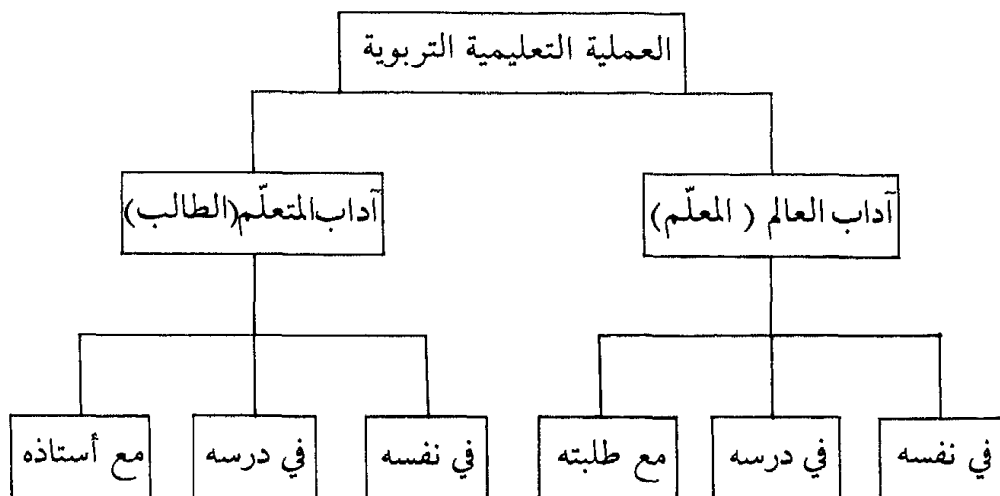 العملية التعليمية التربوية
آداب العالم ( المعلّم )
آداب المتعلّم (الطالب)
في نفسه
في درسه
مع طلبته
في نفسه
في درسه
مع أستاذه